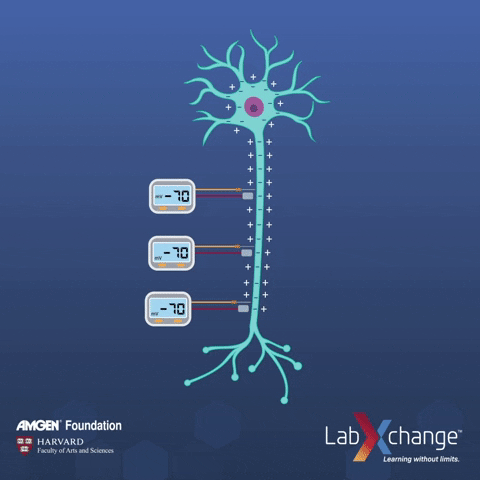 mV -70
mV -70
mV -70
AMGEN® Foundation
HARVARD
Faculty of Arts and Sciences
LabXchange™
Learning without limits.